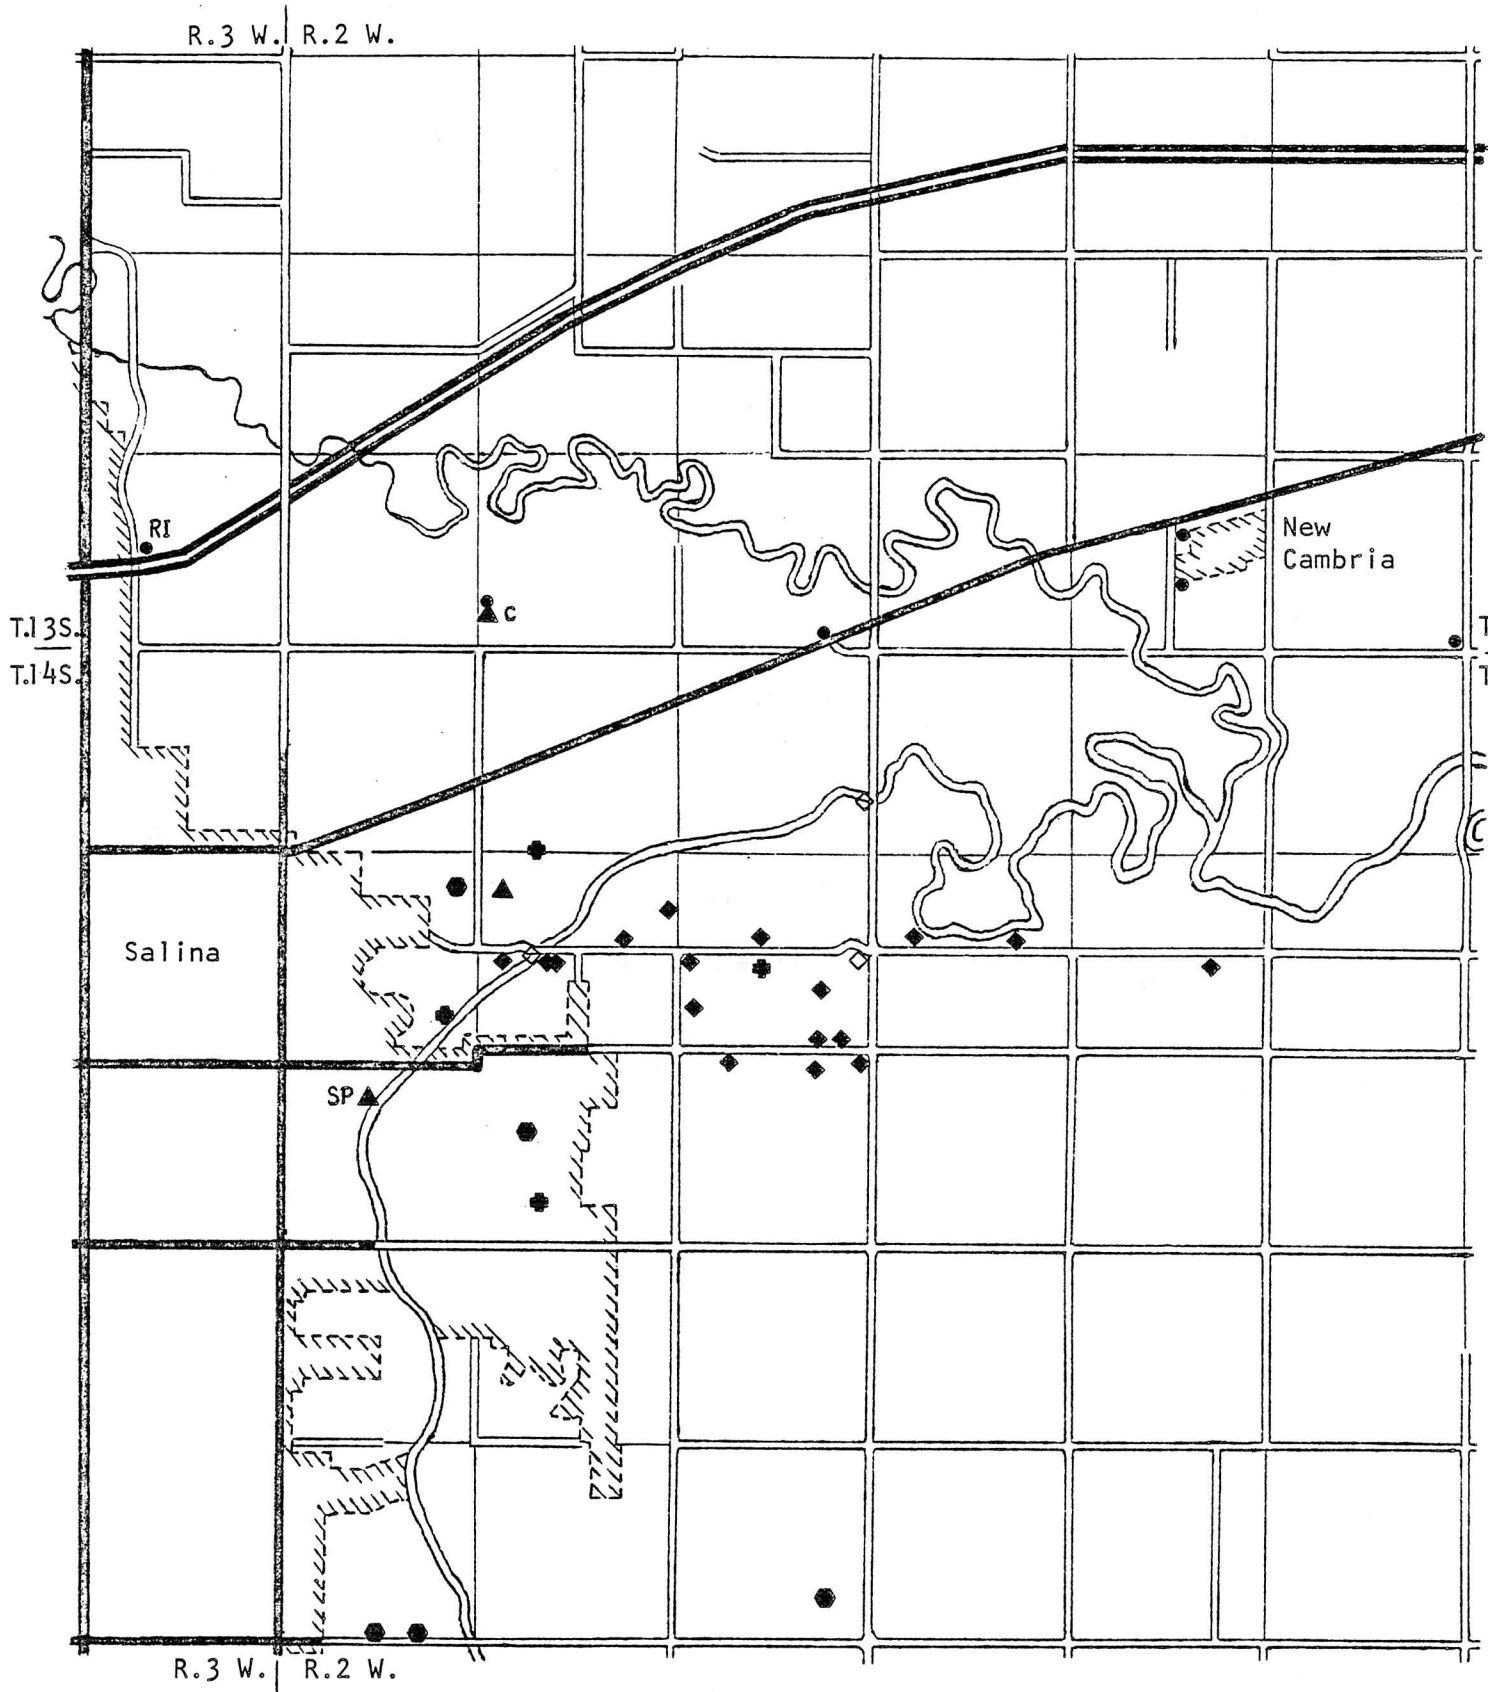 R.3 W. R.2 W.
RI
New
Cambria
C
T.13S.
T.14S.
T
T
C
Salina
SP
R.3 W. R.2 W.